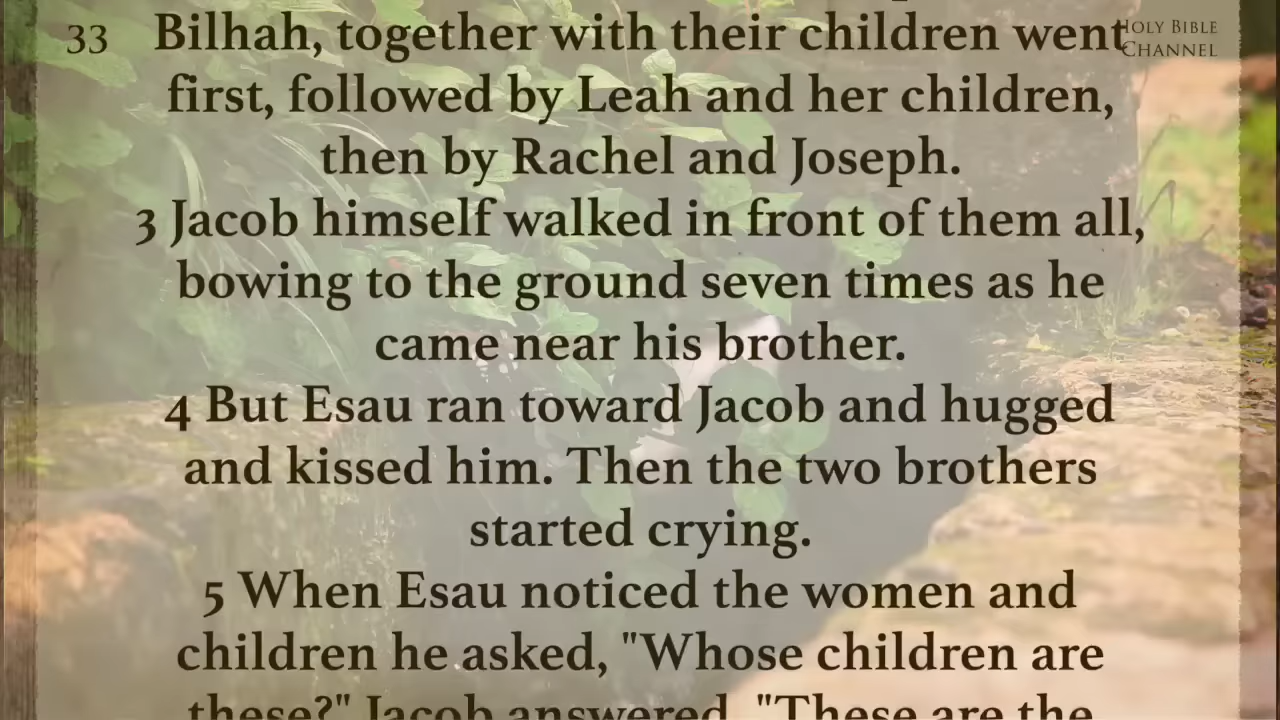 33
HOLY BIBLE
CHANNEL
Bilhah, together with their children went
first, followed by Leah and her children,
then by Rachel and Joseph.
3 Jacob himself walked in front of them all,
bowing to the ground seven times as he
came near his brother.
4 But Esau ran toward Jacob and hugged
and kissed him. Then the two brothers
started crying.
5 When Esau noticed the women and
children he asked, "Whose children are
these?" Jacob answered, "These are the